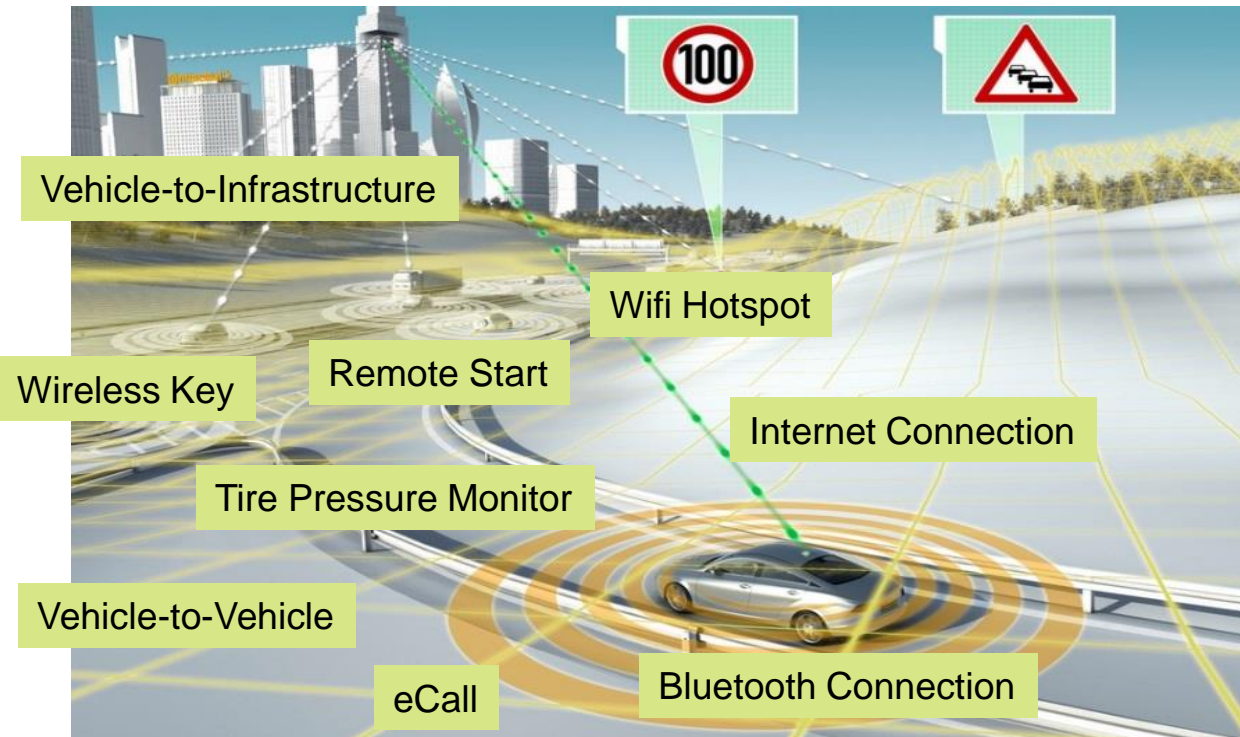 100
Continental
Vehicle-to-Infrastructure
Wifi Hotspot
Remote Start
Wireless Key
Internet Connection
Tire Pressure Monitor
Vehicle-to-Vehicle
Bluetooth Connection
eCall